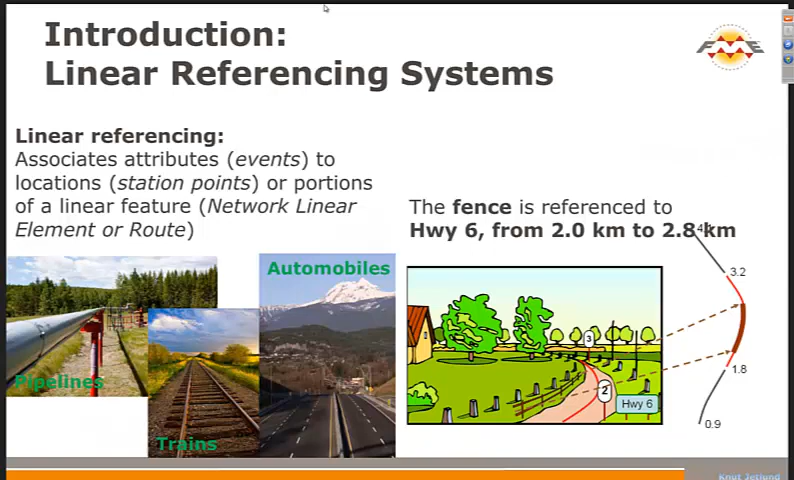 Introduction:
Linear Referencing Systems
FME
Linear referencing:
Associates attributes (events) to
locations (station points) or portions
of a linear feature (Network Linear
Element or Route)
The fence is referenced to
Hwy 6, from 2.0 km to 2.8 km
Pipelines
Trains
Automobiles
3
2
Hwy 6
3.2
1.8
0.9
Knut Jetlund